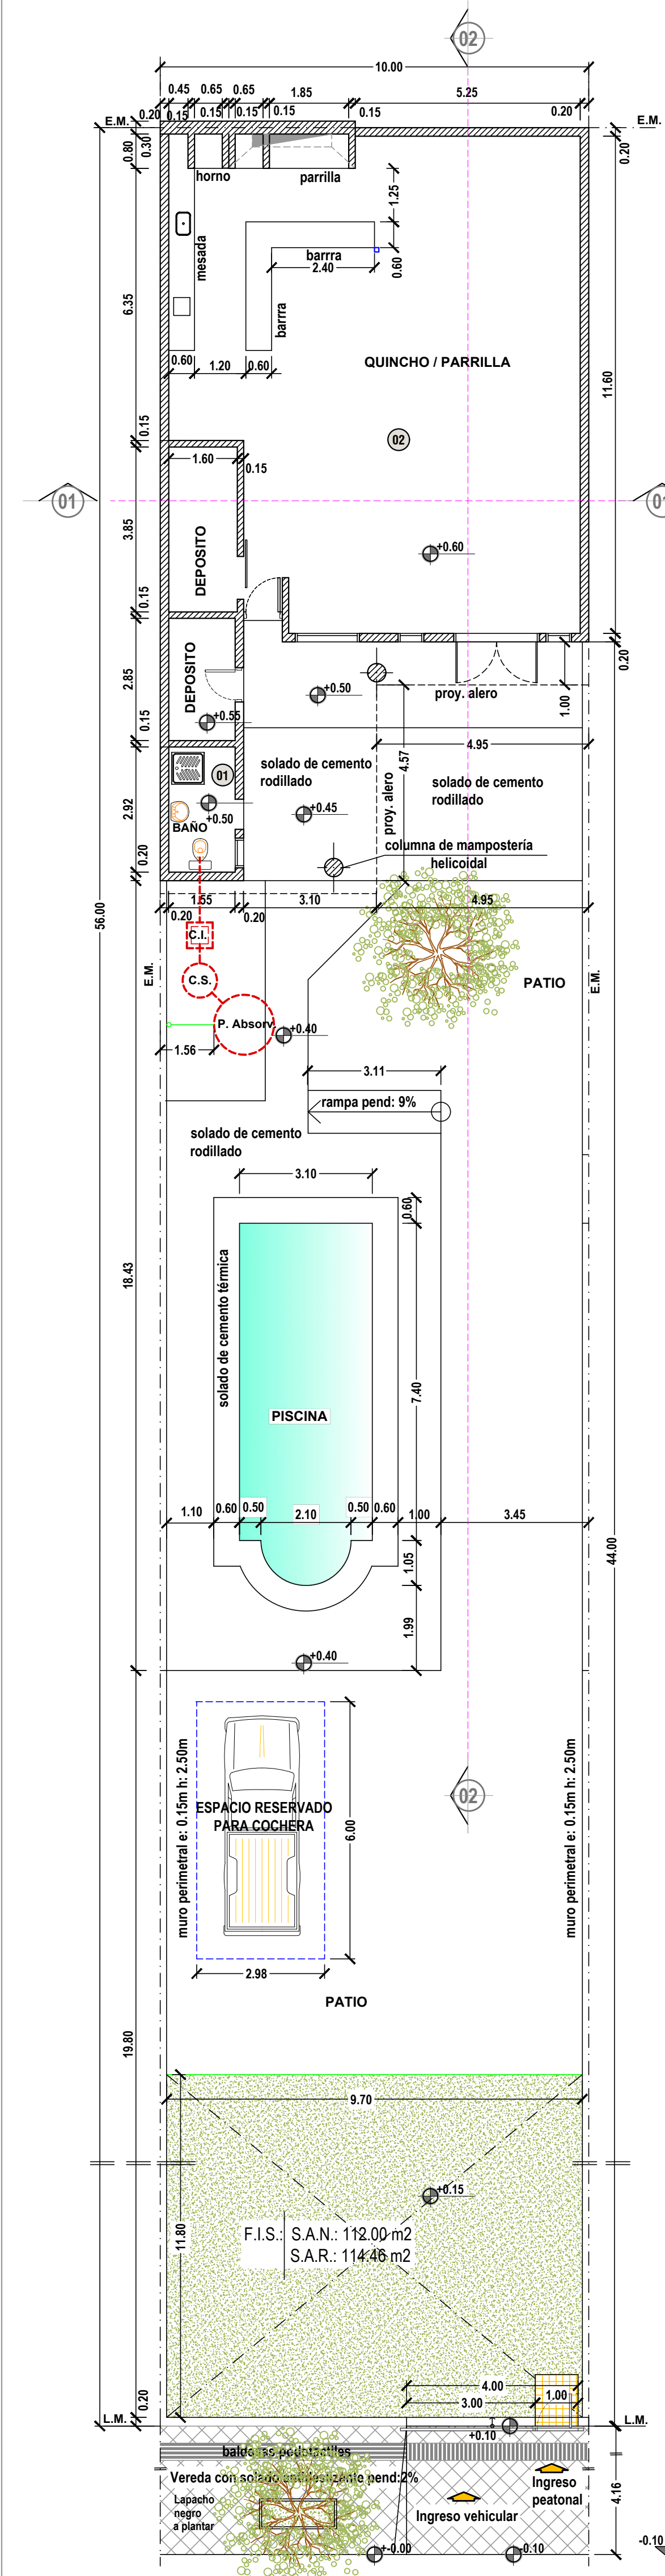 02
10.00
0.45 0.65 0.65 1.85 5.25
0.20 0.15 0.15 0.15 0.15 0.15 0.20
E.M.
E.M.
0.80
0.30
0.20
horno
parrilla
1.25
mesada
barrra
2.40
0.60
barrra
6.35
0.60 1.20 0.60
QUINCHO / PARRILLA
11.60
02
0.15
1.60
0.15
01
01
3.85
DEPOSITO
+0.60
0.15
DEPOSITO
0.20
2.85
+0.50
proy. alero
1.00
+0.55
0.15
4.95
4.57
solado de cemento
rodillado
solado de cemento
rodillado
01
+0.50
+0.45
proy. alero
2.92
BAÑO
columna de mampostería
helicoidal
0.20
1.55
3.10
4.95
0.20
0.20
56.00
C.I.
E.M.
E.M.
PATIO
C.S.
P. Absorv.
+0.40
1.56
3.11
rampa pend: 9%
solado de cemento
rodillado
3.10
0.60
18.43
solado de cemento térmica
7.40
PISCINA
1.10 0.60 0.50 2.10 0.50 0.60 1.00 3.45
1.05
44.00
1.99
+0.40
muro perimetral e: 0.15m h: 2.50m
muro perimetral e: 0.15m h: 2.50m
02
ESPACIO RESERVADO
PARA COCHERA
6.00
2.98
PATIO
19.80
9.70
+0.15
11.80
F.I.S.: S.A.N.: 112.00 m2
S.A.R.: 114.46 m2
4.00
3.00
1.00
0.20
L.M.
L.M.
+0.10
baldosas podotáctiles
Vereda con solado antideslizante pend:2%
Lapacho
negro
a plantar
Ingreso
peatonal
Ingreso vehicular
4.16
+-0.00
-0.10
-0.10